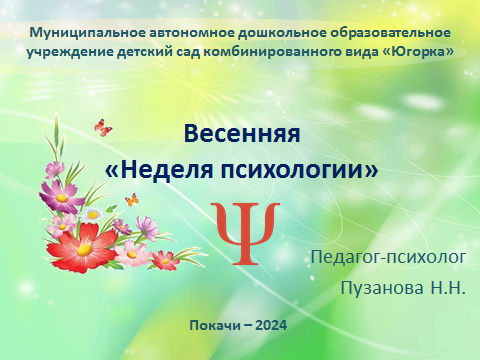 Муниципальное автономное дошкольное образовательное
учреждение детский сад комбинированного вида «Югорка»
Весенняя
«Неделя психологии»
Ψ
Педагог-психолог
Пузанова Н.Н.
Покачи – 2024